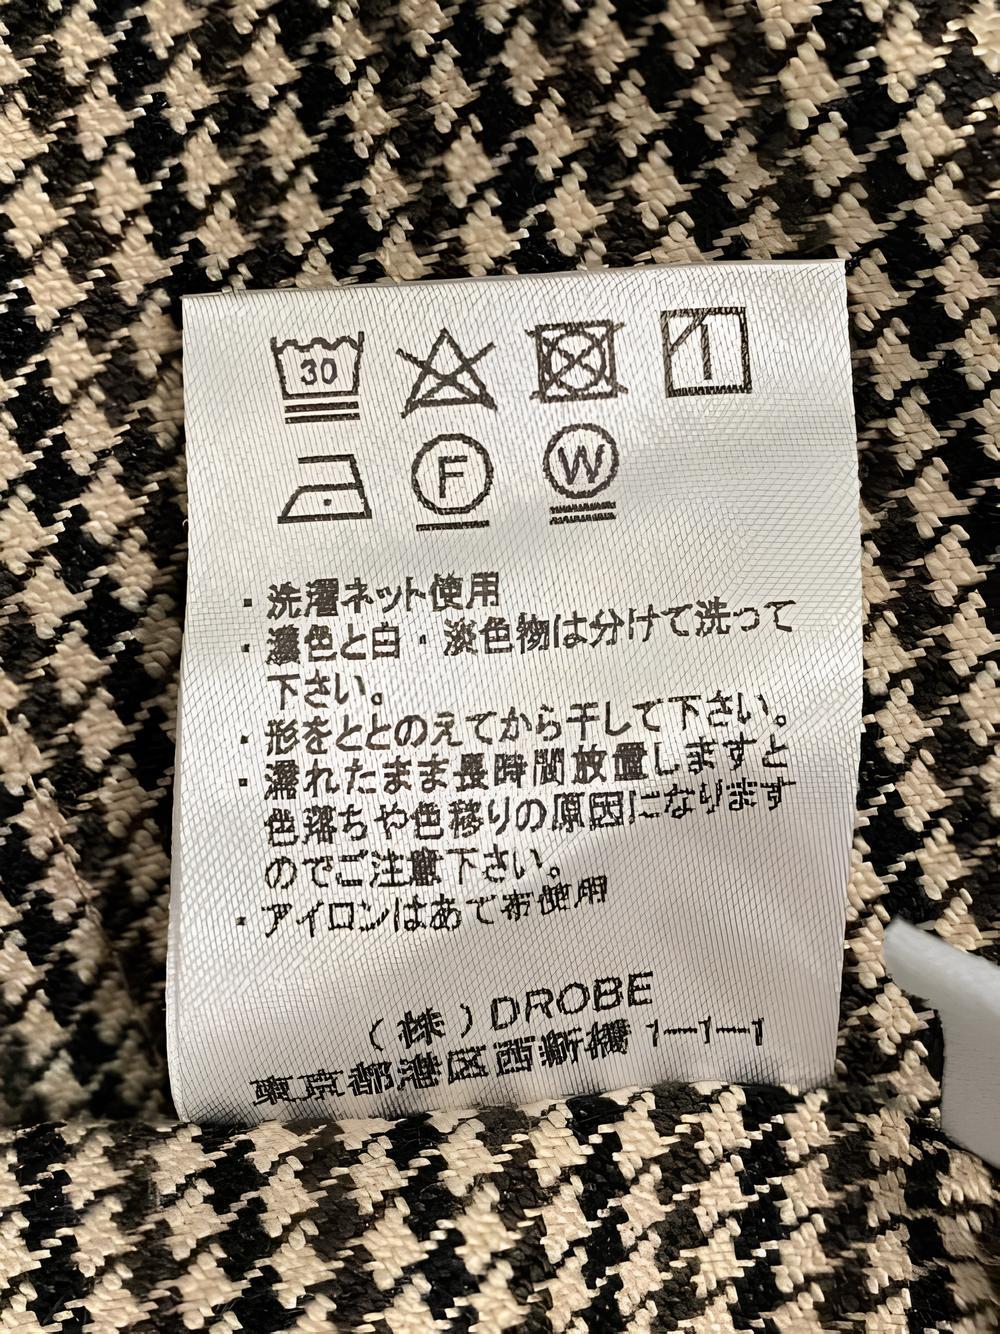 30
F W
・洗濯ネット使用
・濃色と白・淡色物は分けて洗って
下さい。
・形をととのえてから干して下さい。
・濡れたまま長時間放置しますと
色落ちや色移りの原因になります
のでご注意下さい。
・アイロンはあて布使用
(株)DROBE
東京都港区西新橋1-1-1